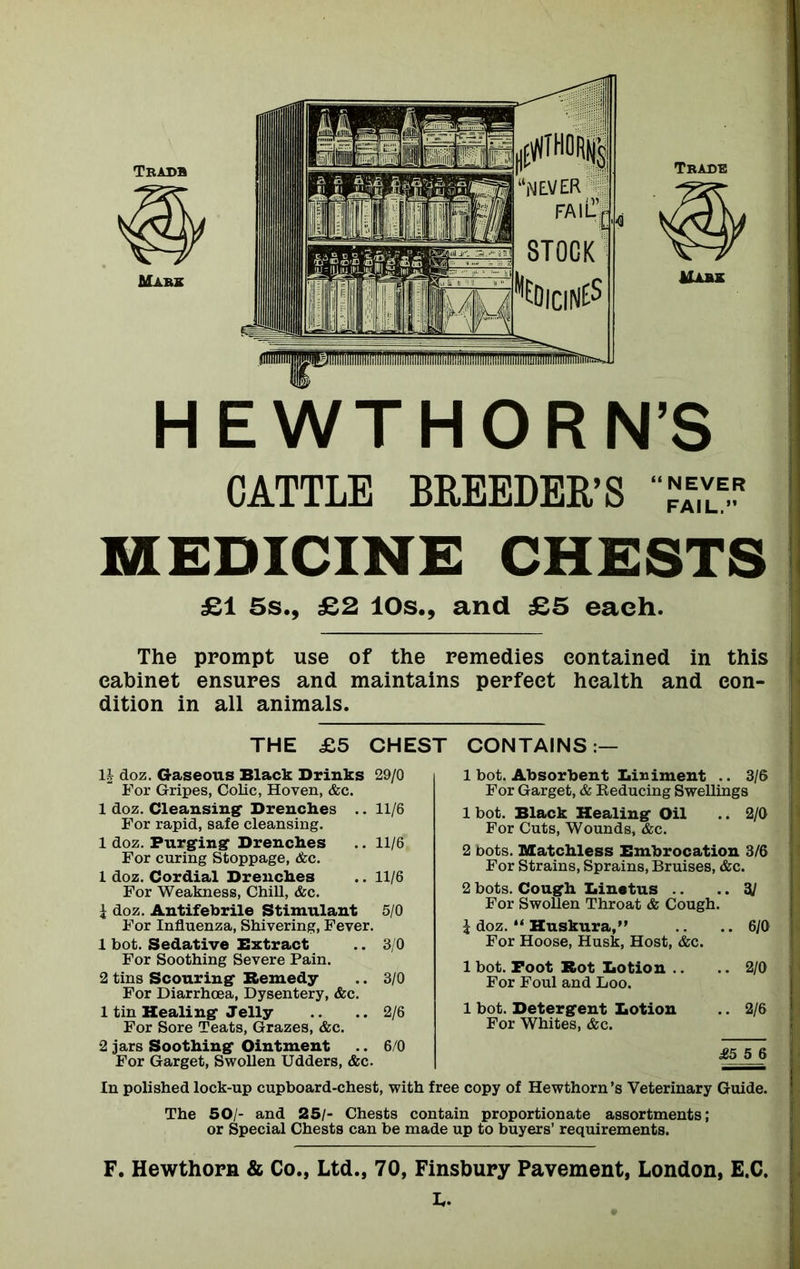 TRADE
MARK
HEWTHORN'S
"NEVER
FAIL"
STOCK
MEDICINES
TRADE
MARK
HEWTHORN'S
CATTLE BREEDER'S "NEVER FAIL."
MEDICINE CHESTS
£1 5s., £2 10s., and £5 each.
The prompt use of the remedies contained in this
cabinet ensures and maintains perfect health and con-
dition in all animals.
THE £5 CHEST CONTAINS:—
1½ doz. Gaseous Black Drinks 29/0
For Gripes, Colic, Hoven, &c.
1 doz. Cleansing Drenches .. 11/6
For rapid, safe cleansing.
1 doz. Purging Drenches .. 11/6
For curing Stoppage, &c.
1 doz. Cordial Drenches .. 11/6
For Weakness, Chill, &c.
doz. Antifebrile Stimulant 5/0
For Influenza, Shivering, Fever.
1 bot. Sedative Extract .. 3/0
For Soothing Severe Pain.
2 tins Scouring Remedy .. 3/0
For Diarrhœa, Dysentery, &c.
1 tin Healing Jelly .. .. 2/6
For Sore Teats, Grazes, &c.
2 jars Soothing Ointment .. 6/0
For Garget, Swollen Udders, &c.
1 bot. Absorbent Liniment .. 3/6
For Garget, & Reducing Swellings
1 bot. Black Healing Oil .. 2/0
For Cuts, Wounds, &c.
2 bots. Matchless Embrocation 3/6
For Strains, Sprains, Bruises, &c.
2 bots. Cough Linctus .. .. 3/
For Swollen Throat & Cough.
doz. "Huskura," .. .. 6/0
For Hoose, Husk, Host, &c.
1 bot. Foot Rot Lotion .. .. 2/0
For Foul and Loo.
1 bot. Detergent Lotion .. 2/6
For Whites, &c.
£5 5 6
In polished lock-up cupboard-chest, with free copy of Hewthorn's Veterinary Guide.
The 50/- and 25/- Chests contain proportionate assortments;
or Special Chests can be made up to buyers' requirements.
F. Hewthorn & Co., Ltd., 70, Finsbury Pavement, London, E.C.
L.